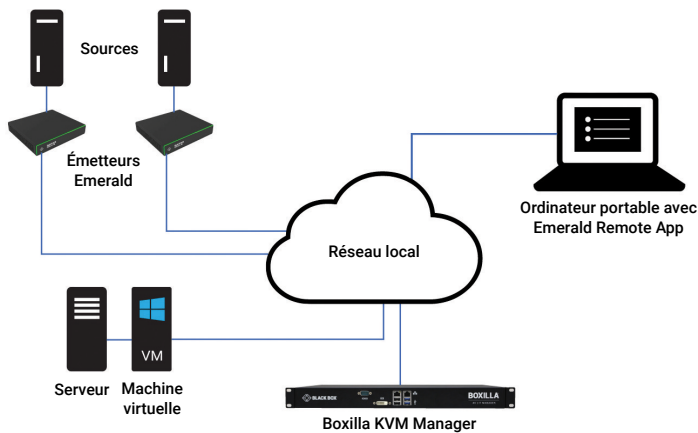 Sources
Émetteurs
Emerald
Réseau local
Ordinateur portable avec
Emerald Remote App
VM
Serveur
Machine
virtuelle
BLACK BOX
BOXILLA
Boxilla KVM Manager